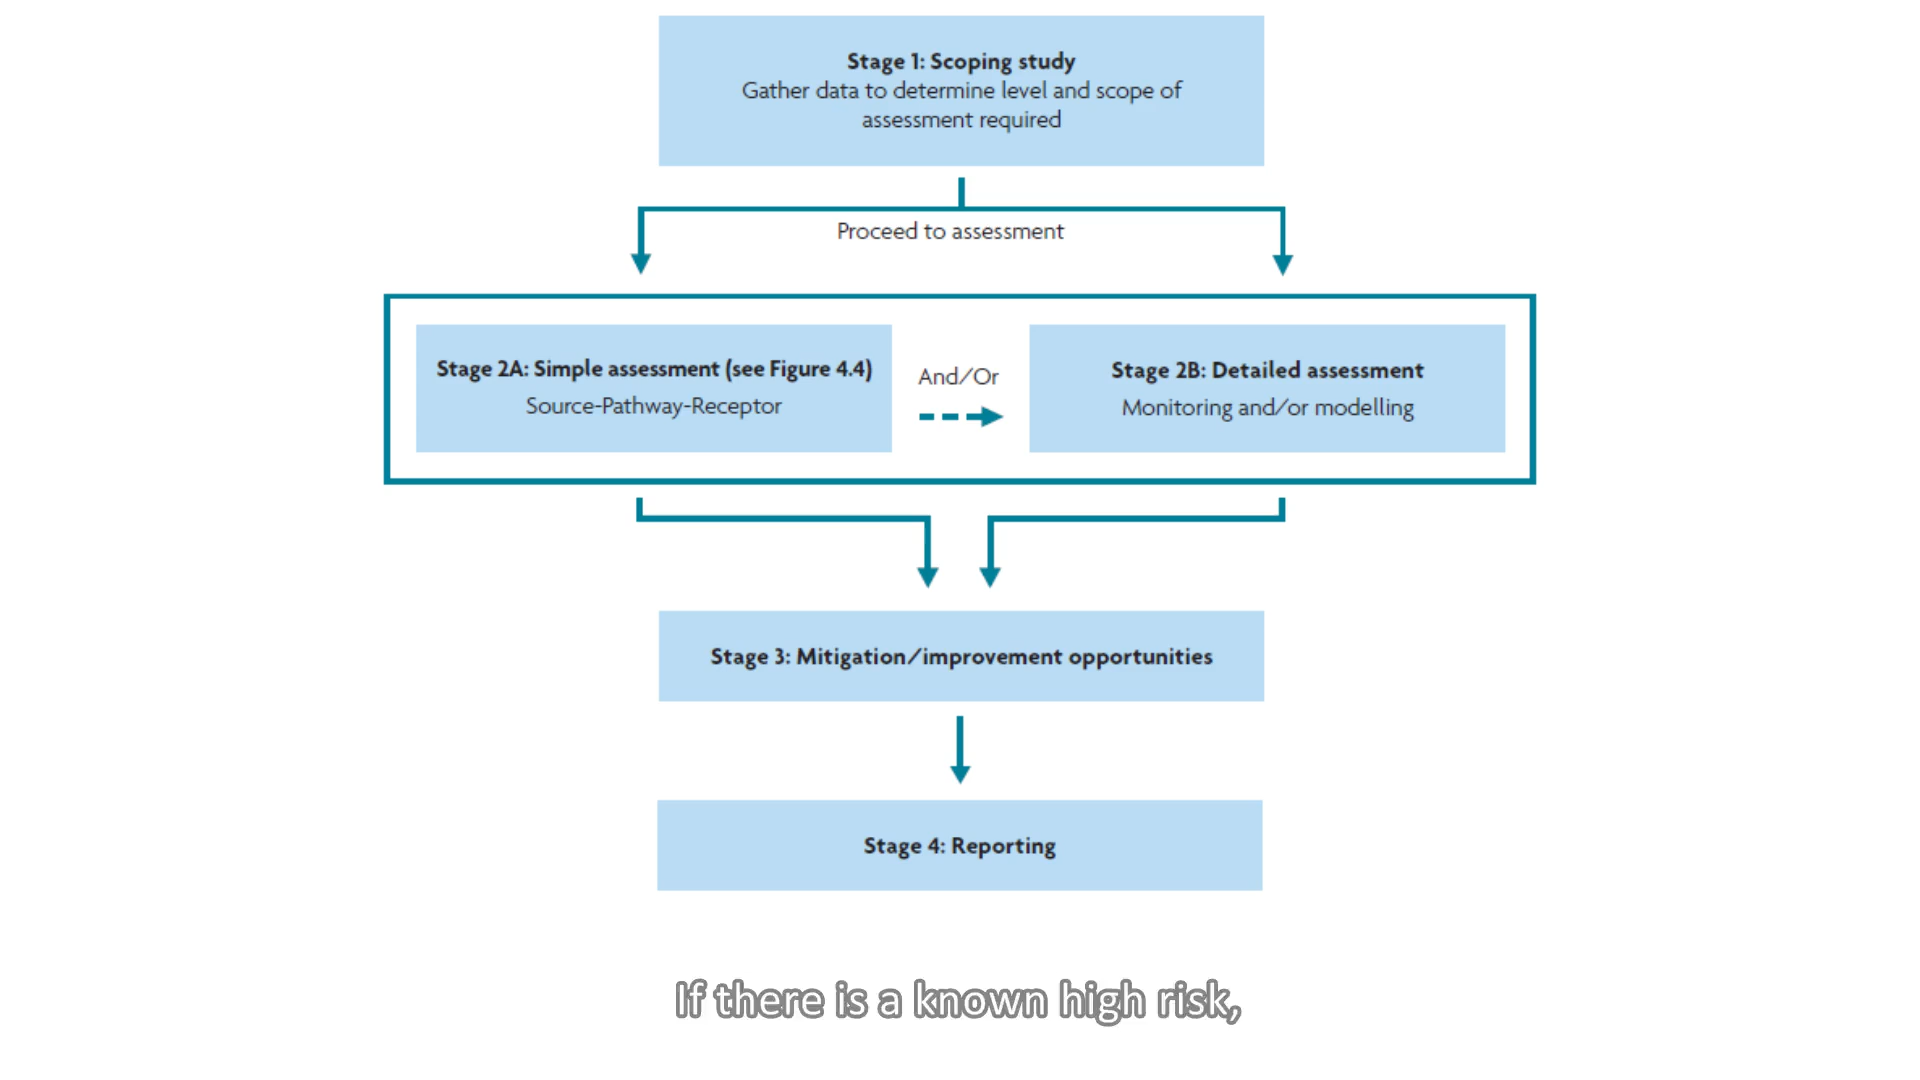 Stage 1: Scoping study
Gather data to determine level and scope of
assessment required
Proceed to assessment
Stage 2A: Simple assessment (see Figure 4.4)
Source-Pathway-Receptor
And/Or
Stage 2B: Detailed assessment
Monitoring and/or modelling
Stage 3: Mitigation/improvement opportunities
Stage 4: Reporting
If there is a known high risk,